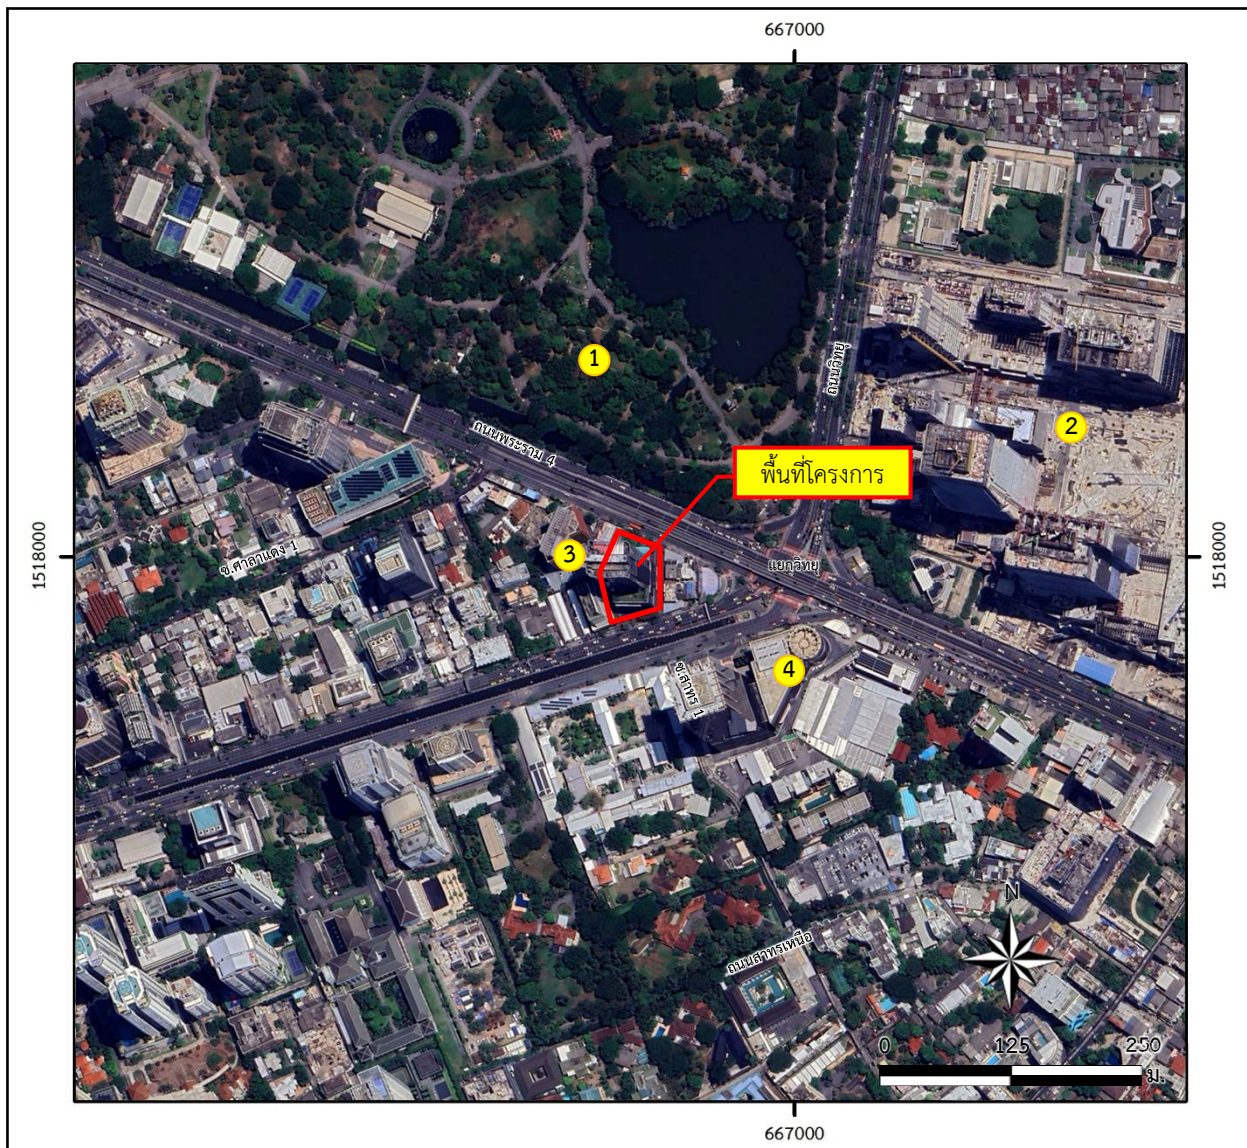 667000
ถนนวิทยุ
1
2
ถนนพระราม 4
พื้นที่โครงการ
1518000
1518000
ซ.ศาลาแดง 1
3
แยกวิทยุ
ซ.สาทร 1
4
N
ถนนสาทรเหนือ
0 125 250
ม.
667000